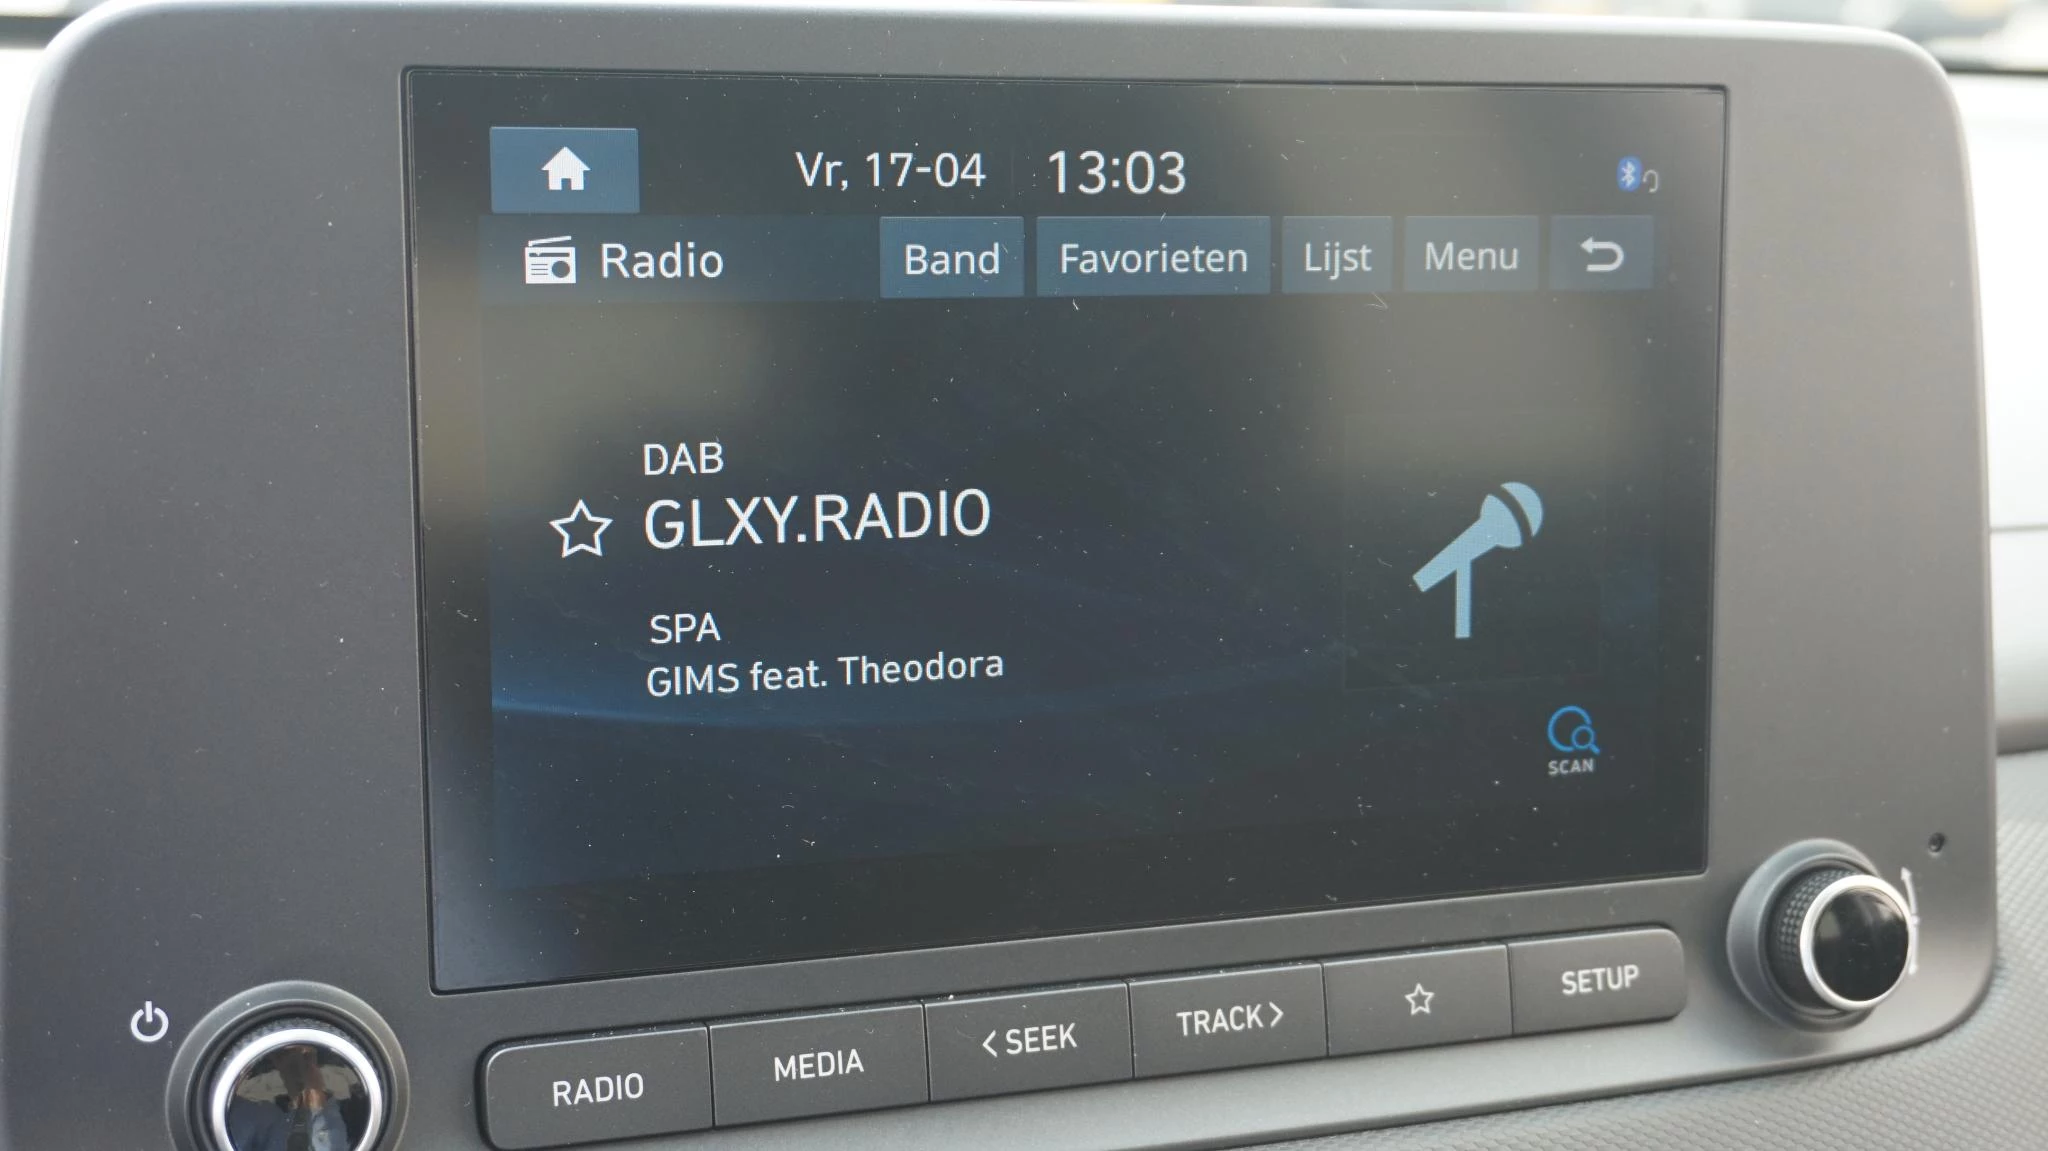 Vr, 17-04 13:03
Radio Band Favorieten Lijst Menu
DAB
GLXY.RADIO
SPA
GIMS feat. Theodora
SCAN
RADIO MEDIA <SEEK TRACK> SETUP